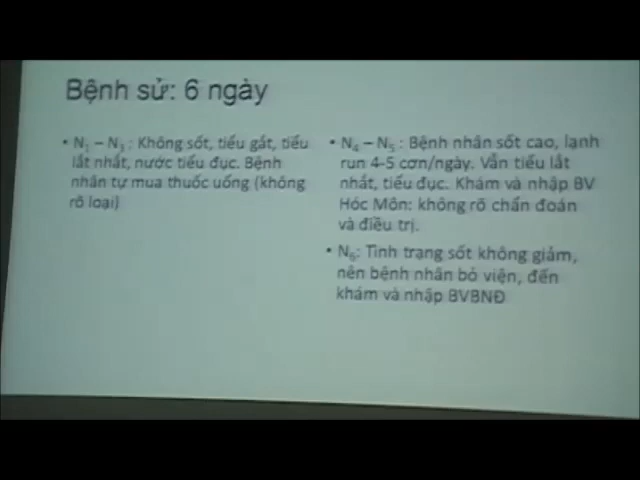 Bệnh sử: 6 ngày
• N1 – N3 : Không sốt, tiểu gắt, tiểu
lắt nhất, nước tiểu đục. Bệnh
nhân tự mua thuốc uống (không
rõ loại)
• N4 – N5 : Bệnh nhân sốt cao, lạnh
run 4-5 cơn/ngày. Vẫn tiểu lắt
nhất, tiểu đục. Khám và nhập BV
Hóc Môn: không rõ chẩn đoán
và điều trị.
• N6: Tình trạng sốt không giảm,
nên bệnh nhân bỏ viện, đến
khám và nhập BVBNĐ